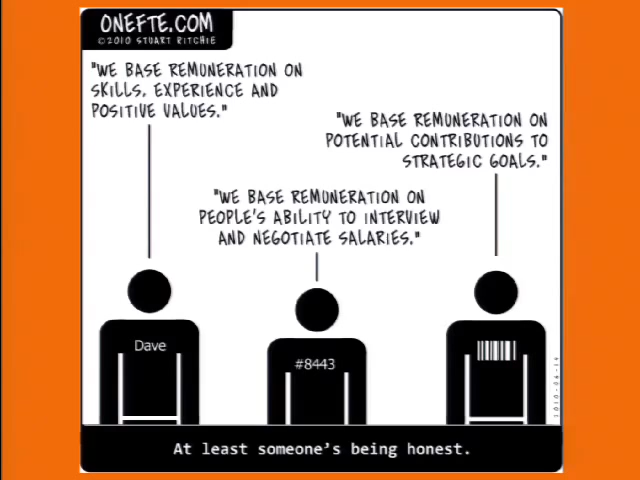 ONEFTE.COM
©2010 STUART RITCHIE
"WE BASE REMUNERATION ON
SKILLS, EXPERIENCE AND
POSITIVE VALUES."
"WE BASE REMUNERATION ON
POTENTIAL CONTRIBUTIONS TO
STRATEGIC GOALS."
"WE BASE REMUNERATION ON
PEOPLE'S ABILITY TO INTERVIEW
AND NEGOTIATE SALARIES."
Dave
#8443
At least someone's being honest.